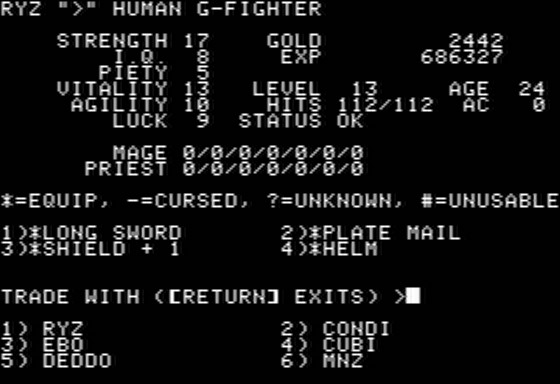 RYZ ">" HUMAN G-FIGHTER
STRENGTH 17 GOLD 2442
I.Q. 8 EXP 686327
PIETY 5
VITALITY 13 LEVEL 13 AGE 24
AGILITY 10 HITS 112/112 AC 0
LUCK 9 STATUS OK
MAGE 0/0/0/0/0/0/0
PRIEST 0/0/0/0/0/0/0
*=EQUIP, -=CURSED, ?=UNKNOWN, #=UNUSABLE
1)*LONG SWORD 2)*PLATE MAIL
3)*SHIELD + 1 4)*HELM
TRADE WITH ([RETURN] EXITS) >
1) RYZ 2) CONDI
3) EBO 4) CUBI
5) DEDDO 6) MNZ